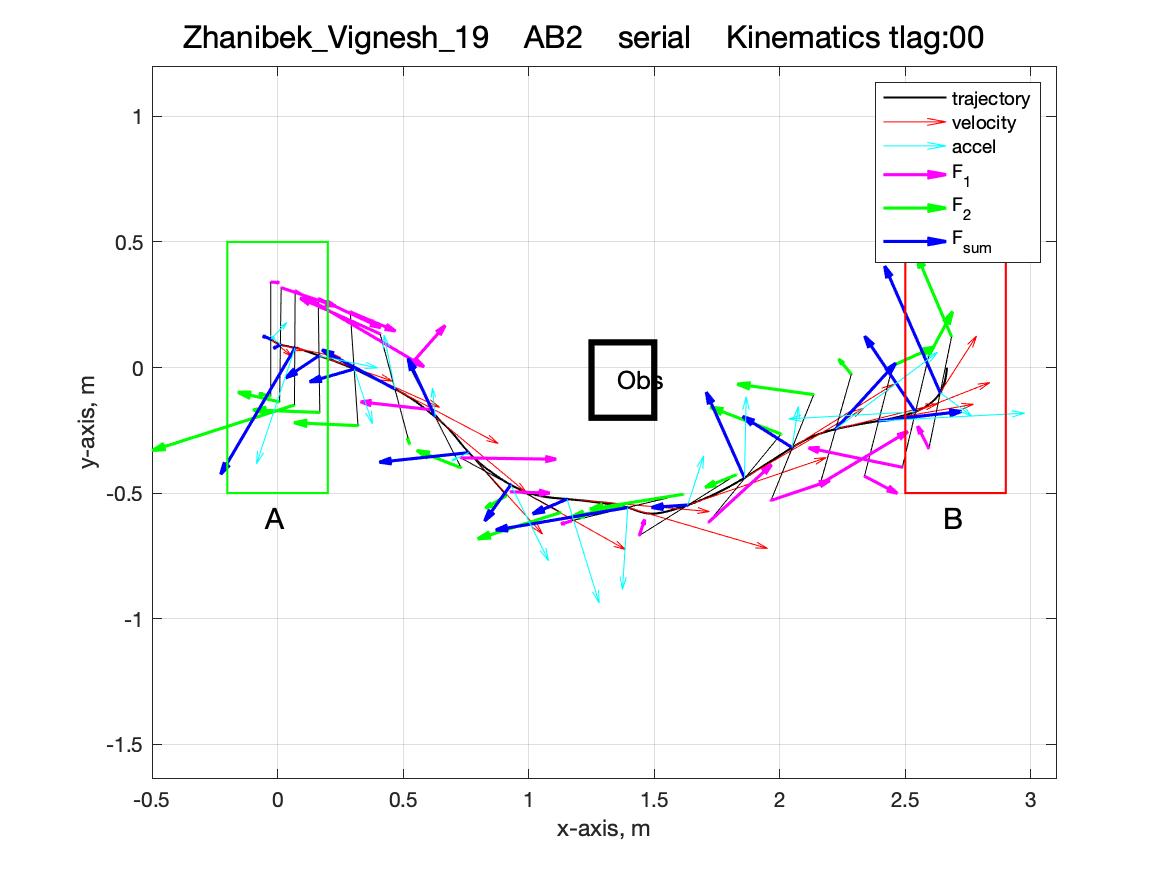 Zhanibek_Vignesh_19 AB2 serial Kinematics tlag:00
trajectory
velocity
accel
F1
F2
Fsum
1
0.5
0
-0.5
-1
-1.5
y-axis, m
Obs
A
B
-0.5 0 0.5 1 1.5 2 2.5 3
x-axis, m